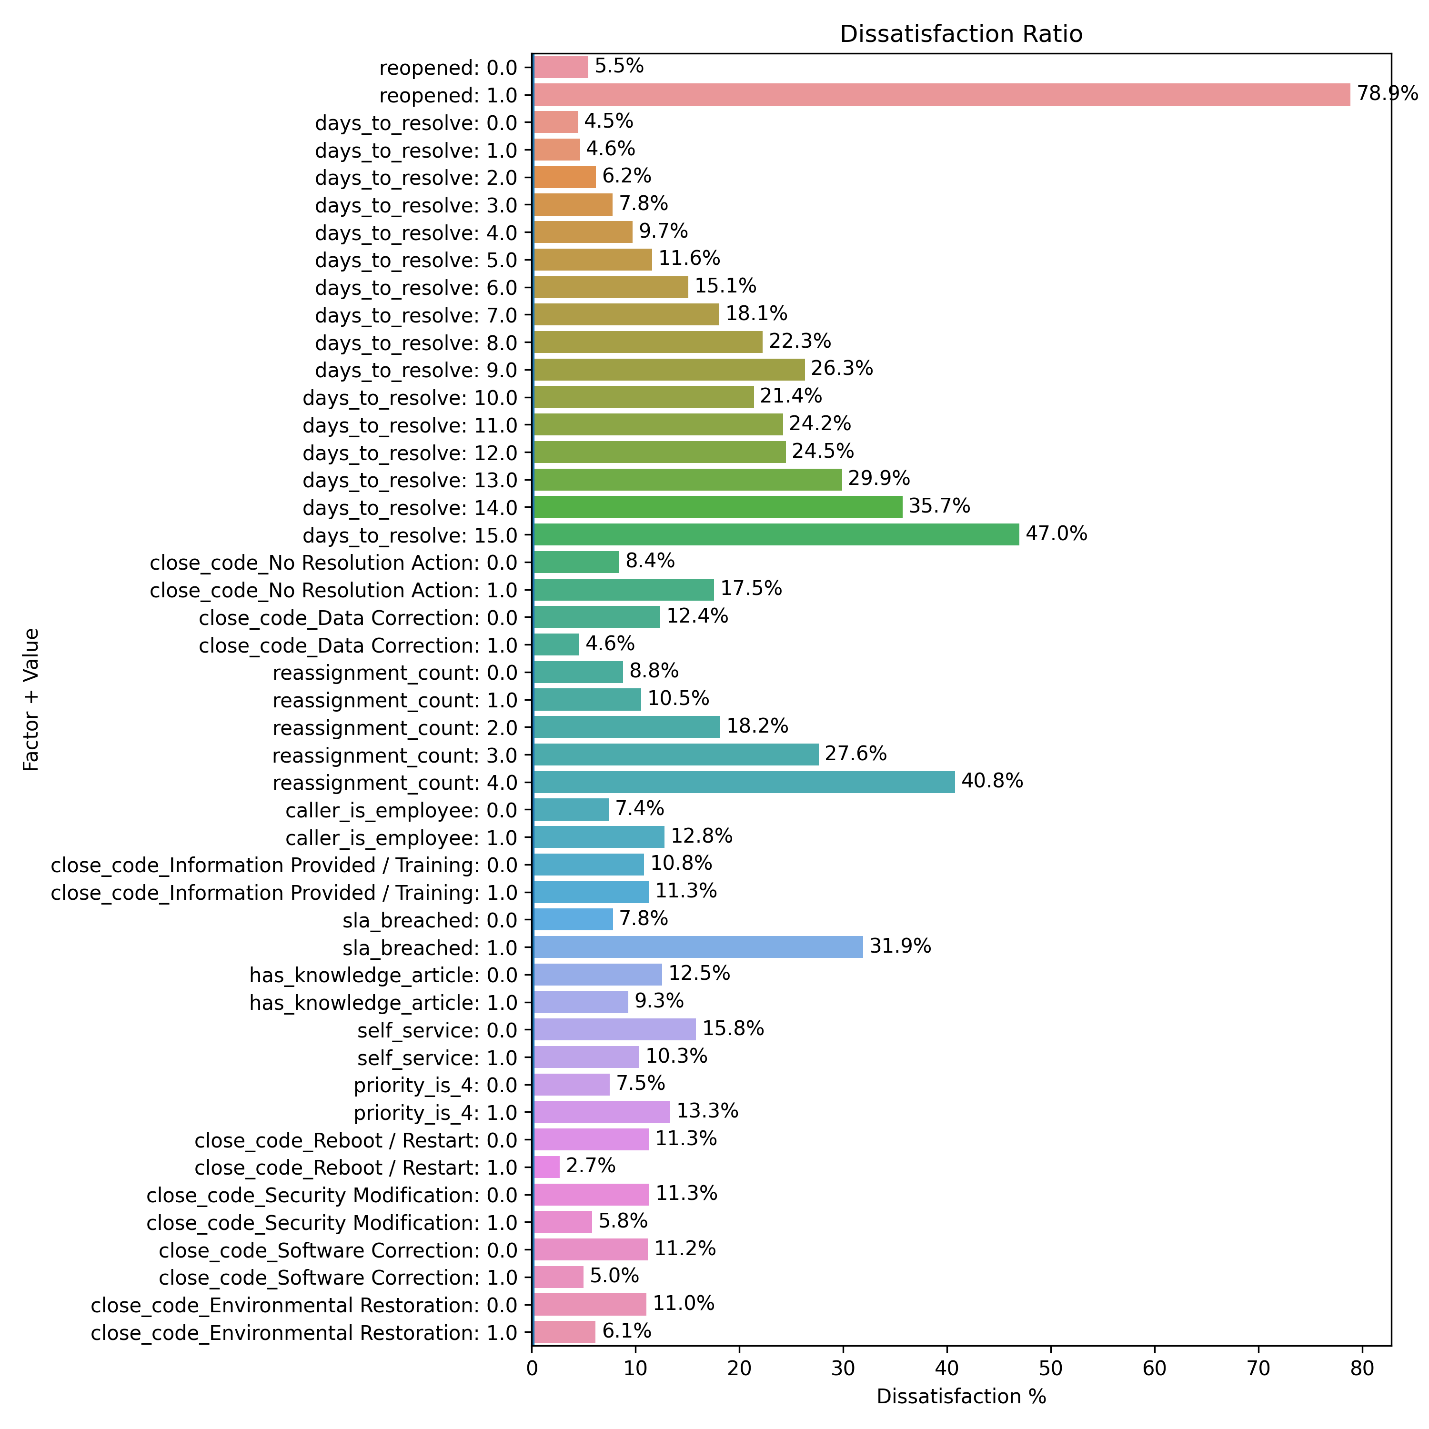 Dissatisfaction Ratio
reopened: 0.0 5.5%
reopened: 1.0 78.9%
days_to_resolve: 0.0 4.5%
days_to_resolve: 1.0 4.6%
days_to_resolve: 2.0 6.2%
days_to_resolve: 3.0 7.8%
days_to_resolve: 4.0 9.7%
days_to_resolve: 5.0 11.6%
days_to_resolve: 6.0 15.1%
days_to_resolve: 7.0 18.1%
days_to_resolve: 8.0 22.3%
days_to_resolve: 9.0 26.3%
days_to_resolve: 10.0 21.4%
days_to_resolve: 11.0 24.2%
days_to_resolve: 12.0 24.5%
days_to_resolve: 13.0 29.9%
days_to_resolve: 14.0 35.7%
days_to_resolve: 15.0 47.0%
close_code_No Resolution Action: 0.0 8.4%
close_code_No Resolution Action: 1.0 17.5%
close_code_Data Correction: 0.0 12.4%
close_code_Data Correction: 1.0 4.6%
reassignment_count: 0.0 8.8%
reassignment_count: 1.0 10.5%
reassignment_count: 2.0 18.2%
reassignment_count: 3.0 27.6%
reassignment_count: 4.0 40.8%
caller_is_employee: 0.0 7.4%
caller_is_employee: 1.0 12.8%
close_code_Information Provided / Training: 0.0 10.8%
close_code_Information Provided / Training: 1.0 11.3%
sla_breached: 0.0 7.8%
sla_breached: 1.0 31.9%
has_knowledge_article: 0.0 12.5%
has_knowledge_article: 1.0 9.3%
self_service: 0.0 15.8%
self_service: 1.0 10.3%
priority_is_4: 0.0 7.5%
priority_is_4: 1.0 13.3%
close_code_Reboot / Restart: 0.0 11.3%
close_code_Reboot / Restart: 1.0 2.7%
close_code_Security Modification: 0.0 11.3%
close_code_Security Modification: 1.0 5.8%
close_code_Software Correction: 0.0 11.2%
close_code_Software Correction: 1.0 5.0%
close_code_Environmental Restoration: 0.0 11.0%
close_code_Environmental Restoration: 1.0 6.1%
Factor + Value
0 10 20 30 40 50 60 70 80
Dissatisfaction %